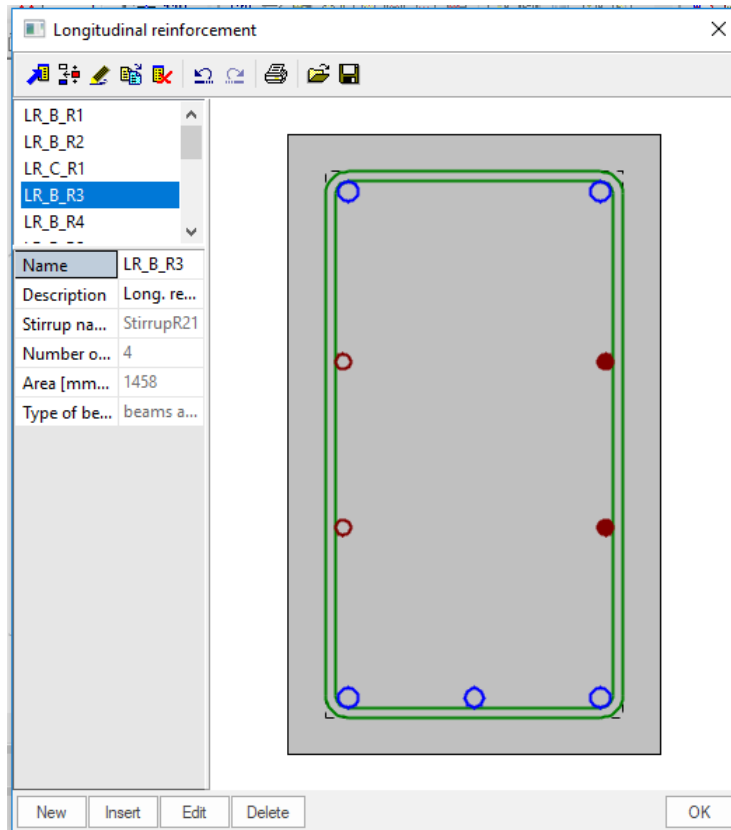 Longitudinal reinforcement
LR_B_R1
LR_B_R2
LR_C_R1
LR_B_R3
LR_B_R4
Name LR_B_R3
Description Long. re...
Stirrup na... StirrupR21
Number o... 4
Area [mm... 1458
Type of be... beams a...
New Insert Edit Delete OK